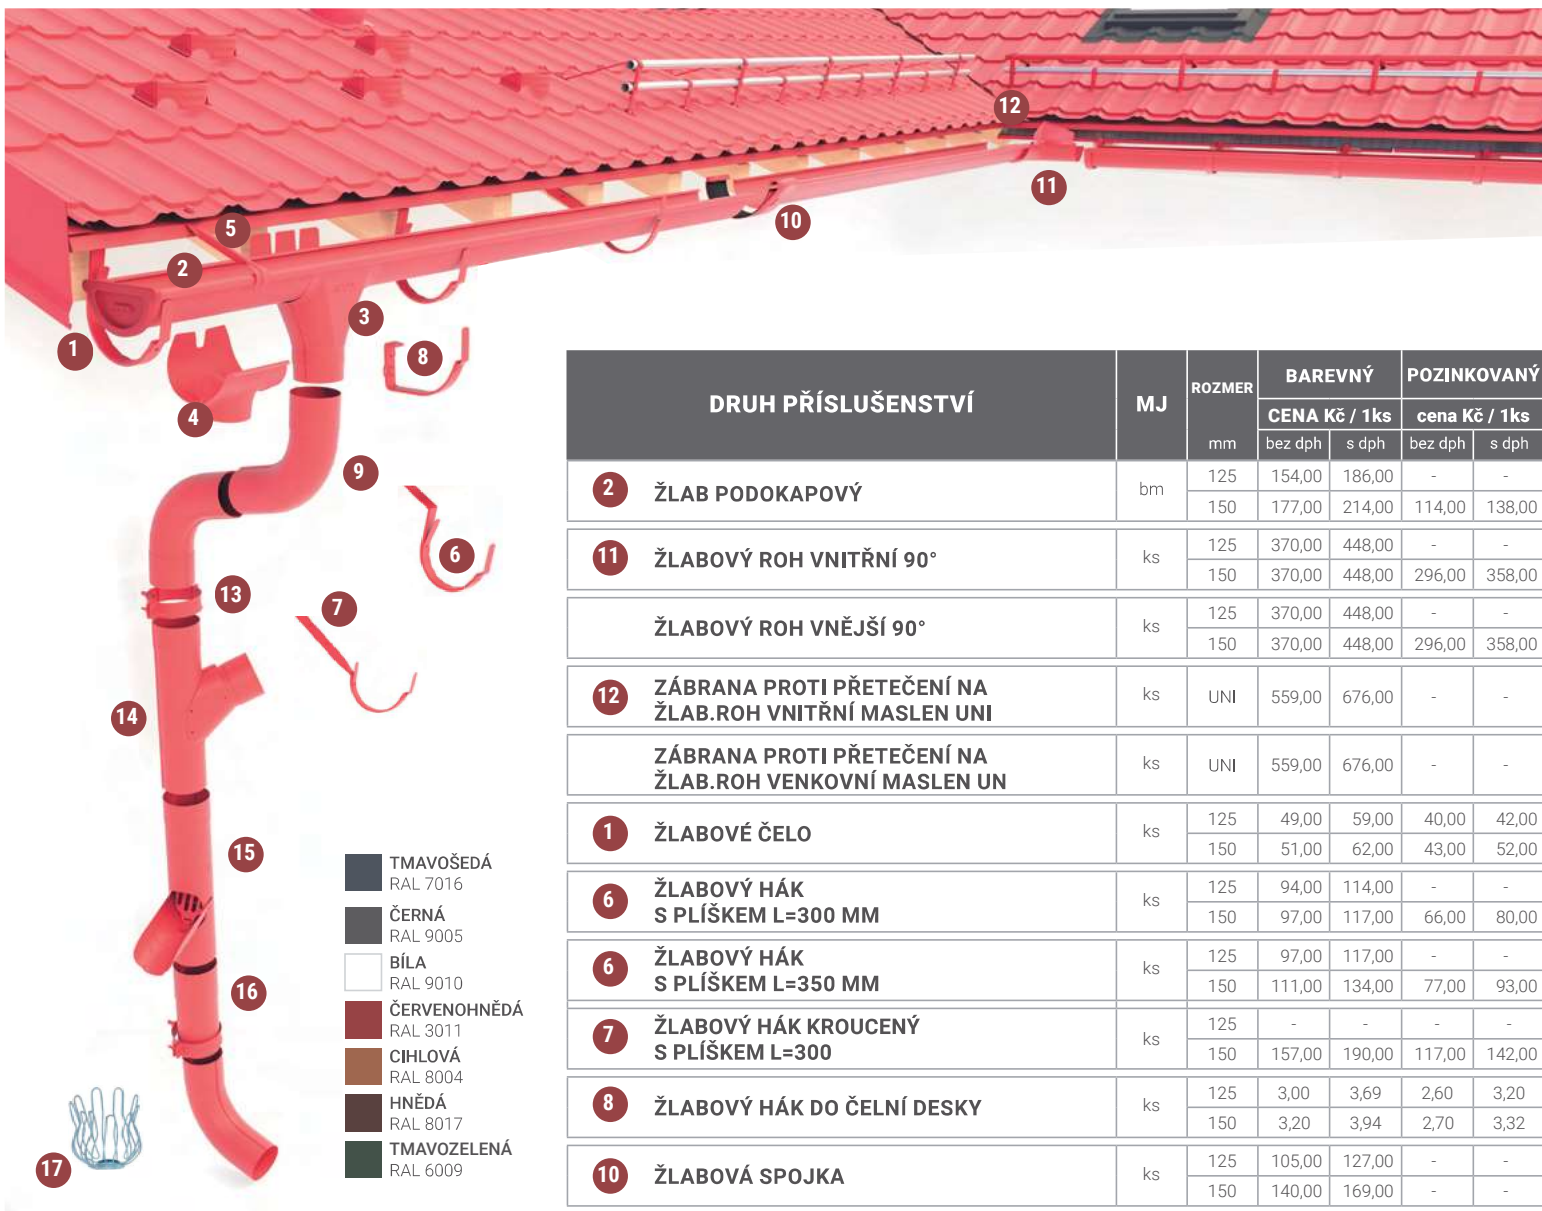 12
11
10
5
2
3
1
8
4
9
6
13
7
14
15
16
17
TMAVOŠEDÁ
RAL 7016
ČERNÁ
RAL 9005
BÍLA
RAL 9010
ČERVENOHNĚDÁ
RAL 3011
CIHLOVÁ
RAL 8004
HNĚDÁ
RAL 8017
TMAVOZELENÁ
RAL 6009
DRUH PŘÍSLUŠENSTVÍ MJ ROZMER BAREVNÝ POZINKOVANÝ
CENA Kč / 1ks cena Kč / 1ks
mm bez dph s dph bez dph s dph
2 ŽLAB PODOKAPOVÝ bm
125 154,00 186,00 - -
150 177,00 214,00 114,00 138,00
11 ŽLABOVÝ ROH VNITŘNÍ 90° ks
125 370,00 448,00 - -
150 370,00 448,00 296,00 358,00
ŽLABOVÝ ROH VNĚJŠÍ 90° ks
125 370,00 448,00 - -
150 370,00 448,00 296,00 358,00
12 ZÁBRANA PROTI PŘETEČENÍ NA
ŽLAB.ROH VNITŘNÍ MASLEN UNI
ks UNI 559,00 676,00 - -
ZÁBRANA PROTI PŘETEČENÍ NA
ŽLAB.ROH VENKOVNÍ MASLEN UN
ks UNI 559,00 676,00 - -
1 ŽLABOVÉ ČELO ks
125 49,00 59,00 40,00 42,00
150 51,00 62,00 43,00 52,00
6 ŽLABOVÝ HÁK
S PLÍŠKEM L=300 MM
ks
125 94,00 114,00 - -
150 97,00 117,00 66,00 80,00
6 ŽLABOVÝ HÁK
S PLÍŠKEM L=350 MM
ks
125 97,00 117,00 - -
150 111,00 134,00 77,00 93,00
7 ŽLABOVÝ HÁK KROUCENÝ
S PLÍŠKEM L=300
ks
125 - - - -
150 157,00 190,00 117,00 142,00
8 ŽLABOVÝ HÁK DO ČELNÍ DESKY ks
125 3,00 3,69 2,60 3,20
150 3,20 3,94 2,70 3,32
10 ŽLABOVÁ SPOJKA ks
125 105,00 127,00 - -
150 140,00 169,00 - -